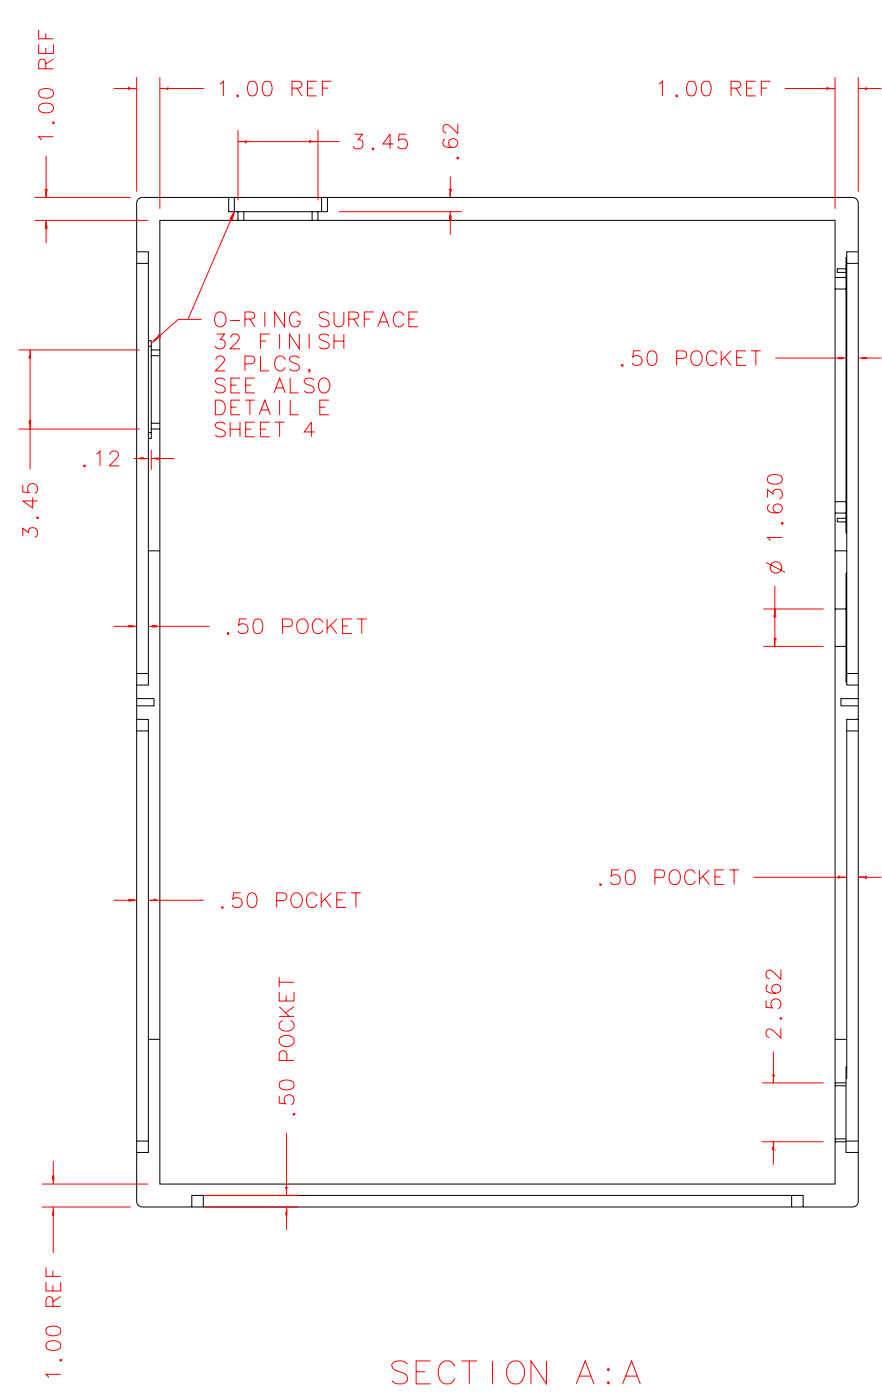 1.00 REF
1.00 REF
1.00 REF
3.45
.62
O-RING SURFACE
32 FINISH
2 PLCS,
SEE ALSO
DETAIL E
SHEET 4
.50 POCKET
.12
3.45
Ø 1.630
.50 POCKET
.50 POCKET
.50 POCKET
.50 POCKET
2.562
1.00 REF
SECTION A:A